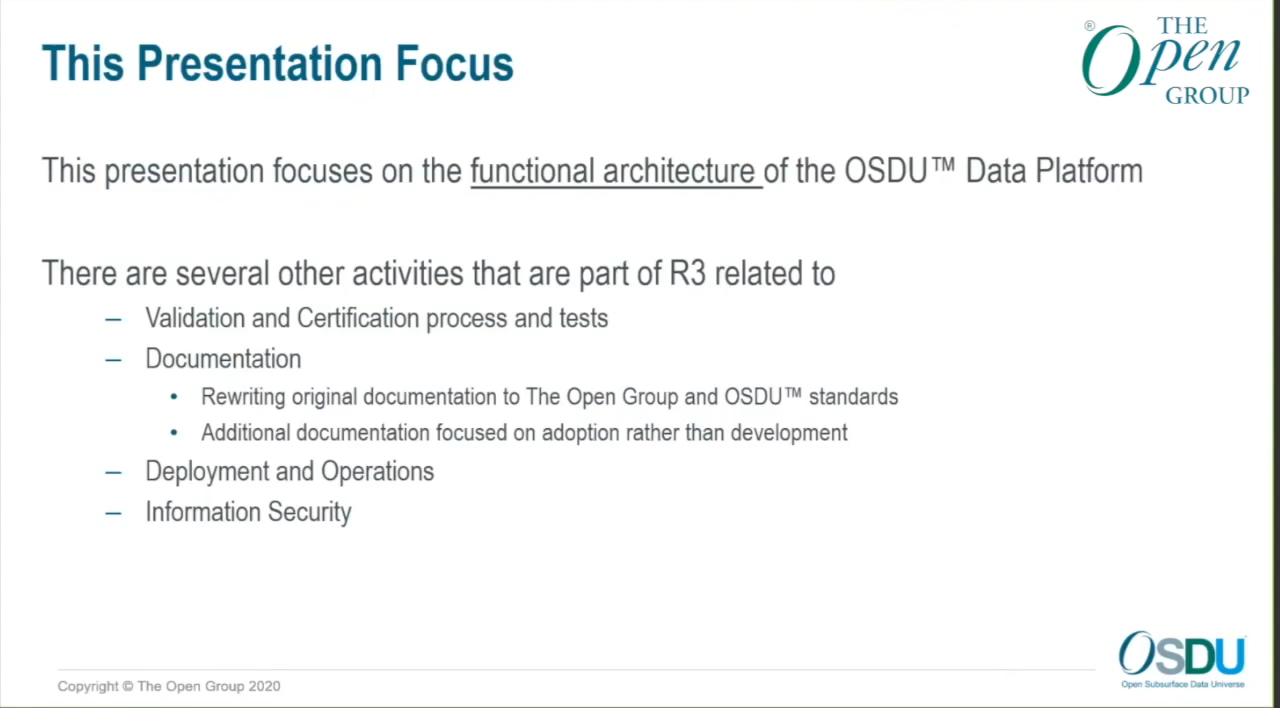 This Presentation Focus
® THE
Open
GROUP
This presentation focuses on the functional architecture of the OSDU™ Data Platform
There are several other activities that are part of R3 related to
– Validation and Certification process and tests
– Documentation
• Rewriting original documentation to The Open Group and OSDU™ standards
• Additional documentation focused on adoption rather than development
– Deployment and Operations
– Information Security
OSDU
Open Subsurface Data Universe
Copyright © The Open Group 2020